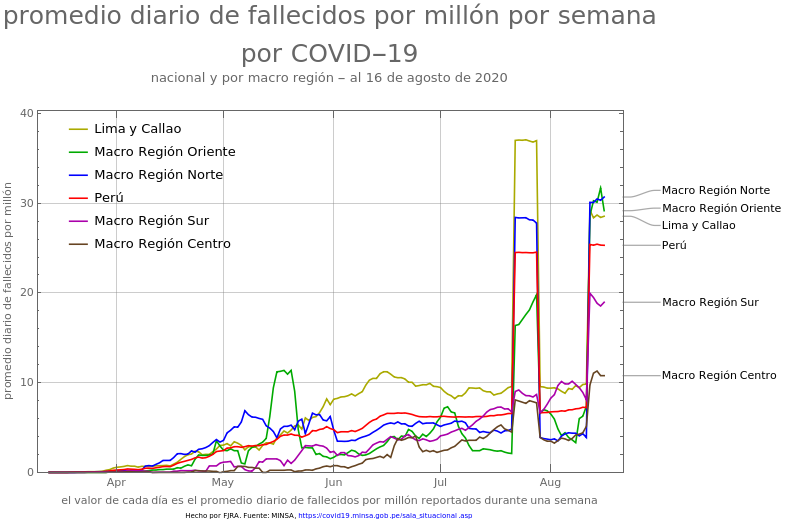 promedio diario de fallecidos por millón por semana
por COVID−19
nacional y por macro región − al 16 de agosto de 2020
promedio diario de fallecidos por millón
40
30
20
10
0
Lima y Callao
Macro Región Oriente
Macro Región Norte
Perú
Macro Región Sur
Macro Región Centro
Macro Región Norte
Macro Región Oriente
Lima y Callao
Perú
Macro Región Sur
Macro Región Centro
Apr May Jun Jul Aug
el valor de cada día es el promedio diario de fallecidos por millón reportados durante una semana
Hecho por FJRA. Fuente: MINSA, https://covid19.minsa.gob.pe/sala_situacional.asp